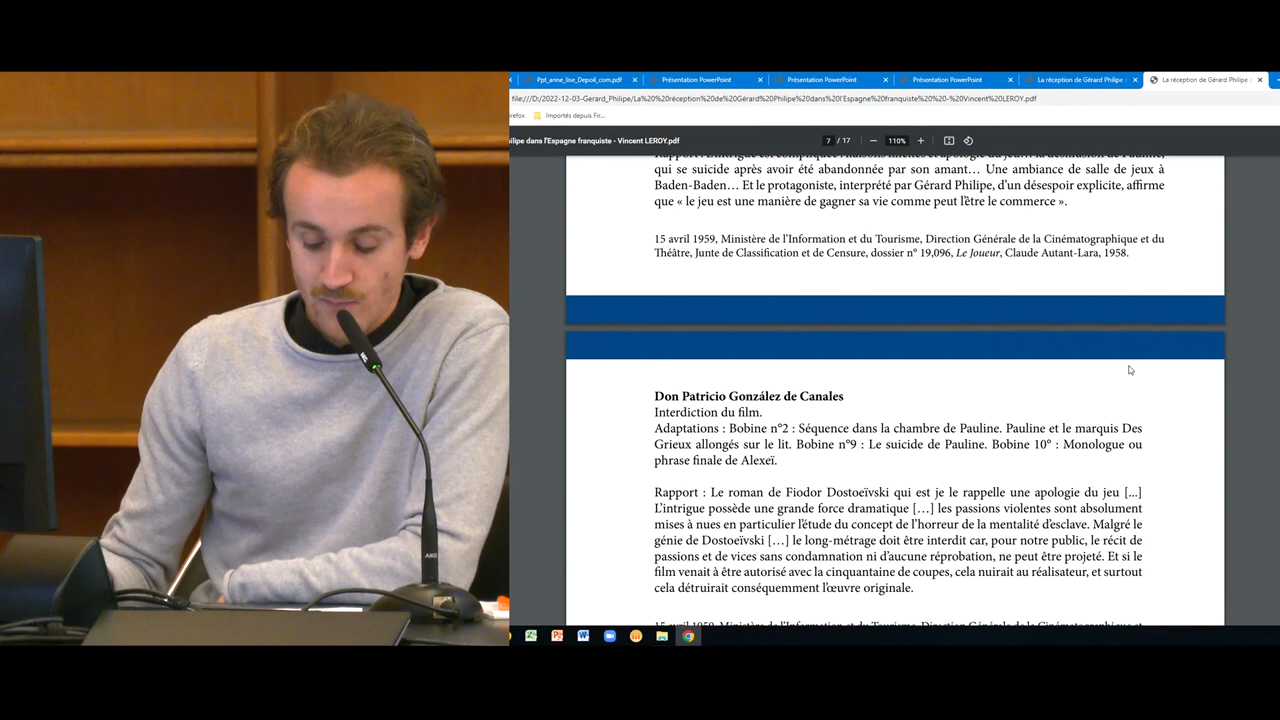 Ppt_anne_lise_Depoil_com.pdf
Présentation PowerPoint
Présentation PowerPoint
Présentation PowerPoint
La réception de Gérard Philipe
La réception de Gérard Philipe
file:///D:/2022-12-03-Gerard_Philipe/La%20%20réception%20de%20Gérard%20Philipe%20dans%20l'Espagne%20franquiste%20%20-%20Vincent%20LEROY.pdf
refox
Importés depuis Fir...
ilipe dans l'Espagne franquiste - Vincent LEROY.pdf
7 / 17
110%
qui se suicide après avoir été abandonnée par son amant… Une ambiance de salle de jeux à
Baden-Baden… Et le protagoniste, interprété par Gérard Philipe, d'un désespoir explicite, affirme
que « le jeu est une manière de gagner sa vie comme peut l'être le commerce ».
15 avril 1959, Ministère de l'Information et du Tourisme, Direction Générale de la Cinématographique et du
Théâtre, Junte de Classification et de Censure, dossier n° 19,096, Le Joueur, Claude Autant-Lara, 1958.
Don Patricio González de Canales
Interdiction du film.
Adaptations : Bobine n°2 : Séquence dans la chambre de Pauline. Pauline et le marquis Des
Grieux allongés sur le lit. Bobine n°9 : Le suicide de Pauline. Bobine 10° : Monologue ou
phrase finale de Alexeï.
Rapport : Le roman de Fiodor Dostoeïvski qui est je le rappelle une apologie du jeu [...]
L'intrigue possède une grande force dramatique […] les passions violentes sont absolument
mises à nues en particulier l'étude du concept de l'horreur de la mentalité d'esclave. Malgré le
génie de Dostoeïvski […] le long-métrage doit être interdit car, pour notre public, le récit de
passions et de vices sans condamnation ni d'aucune réprobation, ne peut être projeté. Et si le
film venait à être autorisé avec la cinquantaine de coupes, cela nuirait au réalisateur, et surtout
cela détruirait conséquemment l'œuvre originale.
AKG